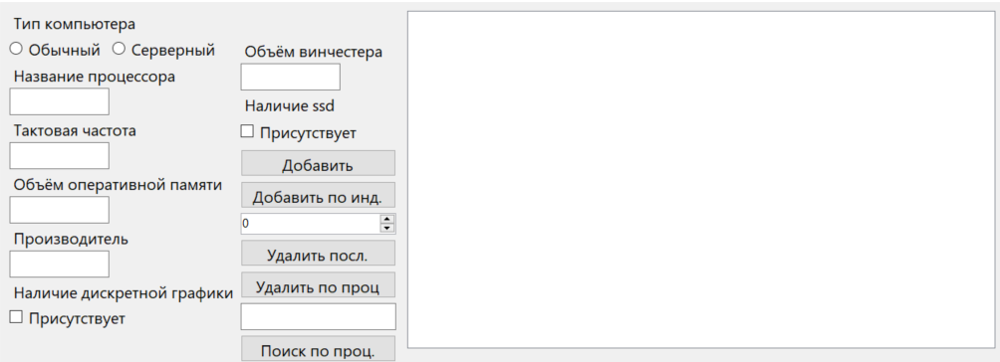 Тип компьютера
Обычный Серверный
Название процессора
Тактовая частота
Объём оперативной памяти
Производитель
Наличие дискретной графики
Присутствует
Объём винчестера
Наличие ssd
Присутствует
Добавить
Добавить по инд.
0
Удалить посл.
Удалить по проц
Поиск по проц.